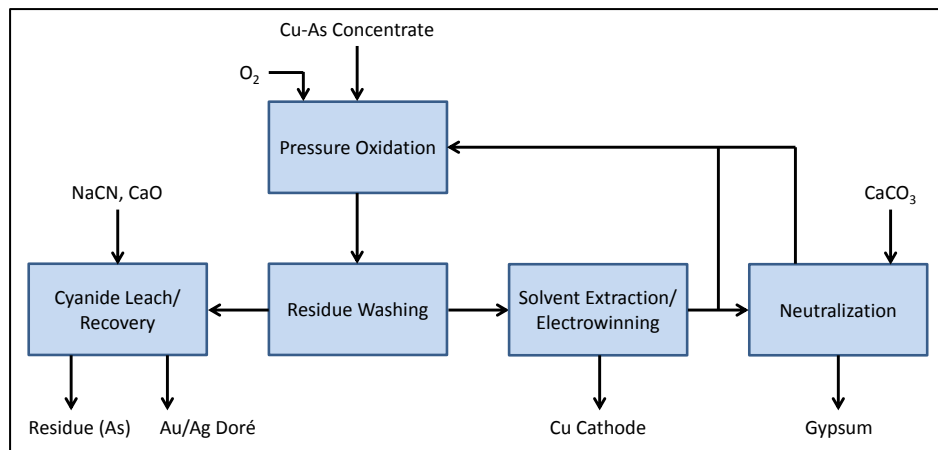 Cu-As Concentrate
O₂
Pressure Oxidation
NaCN, CaO
CaCO₃
Cyanide Leach/
Recovery
Residue Washing
Solvent Extraction/
Electrowinning
Neutralization
Residue (As)
Au/Ag Doré
Cu Cathode
Gypsum